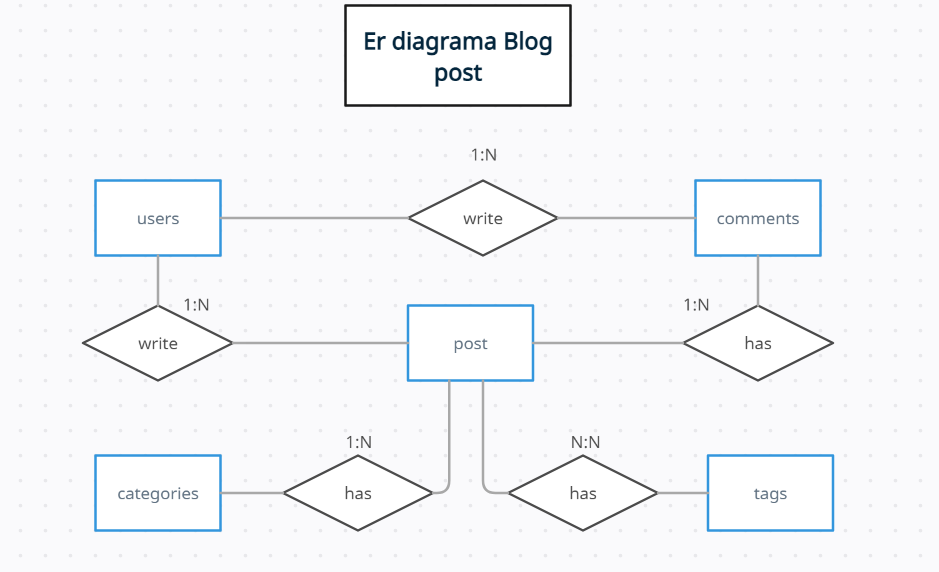 Er diagrama Blog
post
1:N
users
write
comments
1:N
1:N
write
post
has
1:N
N:N
categories
has
has
tags